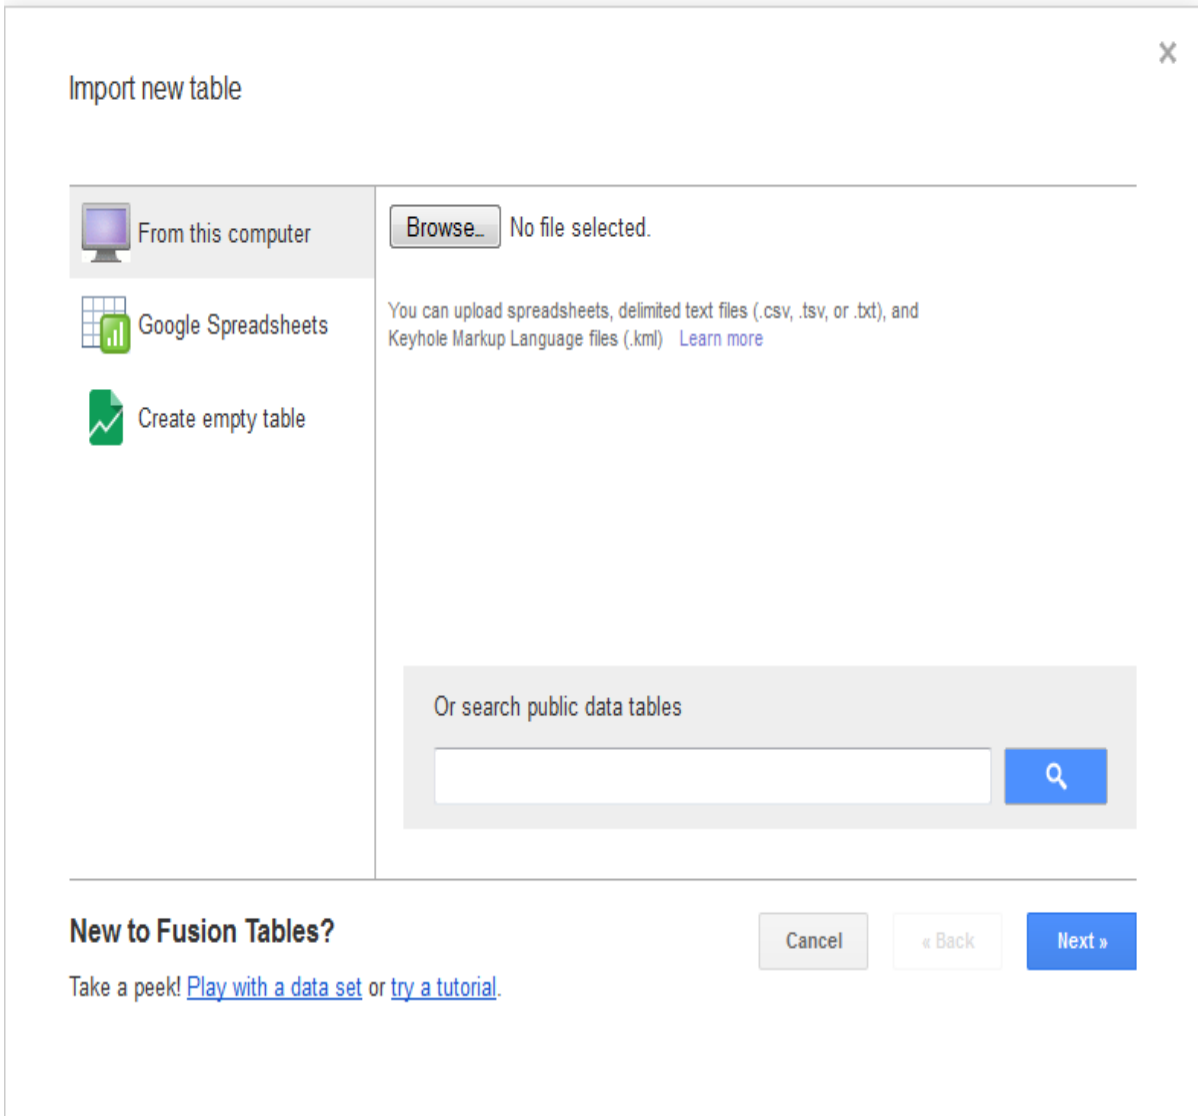 Import new table
From this computer
Google Spreadsheets
Create empty table
Browse... No file selected.
You can upload spreadsheets, delimited text files (.csv, .tsv, or .txt), and
Keyhole Markup Language files (.kml) Learn more
Or search public data tables
New to Fusion Tables?
Take a peek! Play with a data set or try a tutorial.
Cancel
« Back
Next »